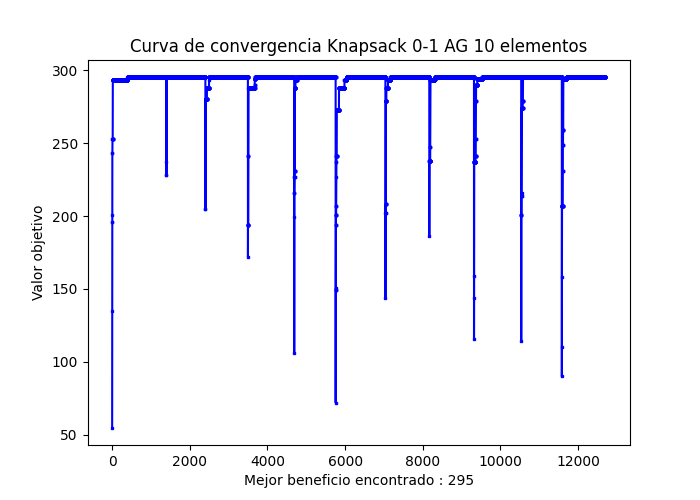 Curva de convergencia Knapsack 0-1 AG 10 elementos
300
250
200
150
100
50
Valor objetivo
0 2000 4000 6000 8000 10000 12000
Mejor beneficio encontrado : 295